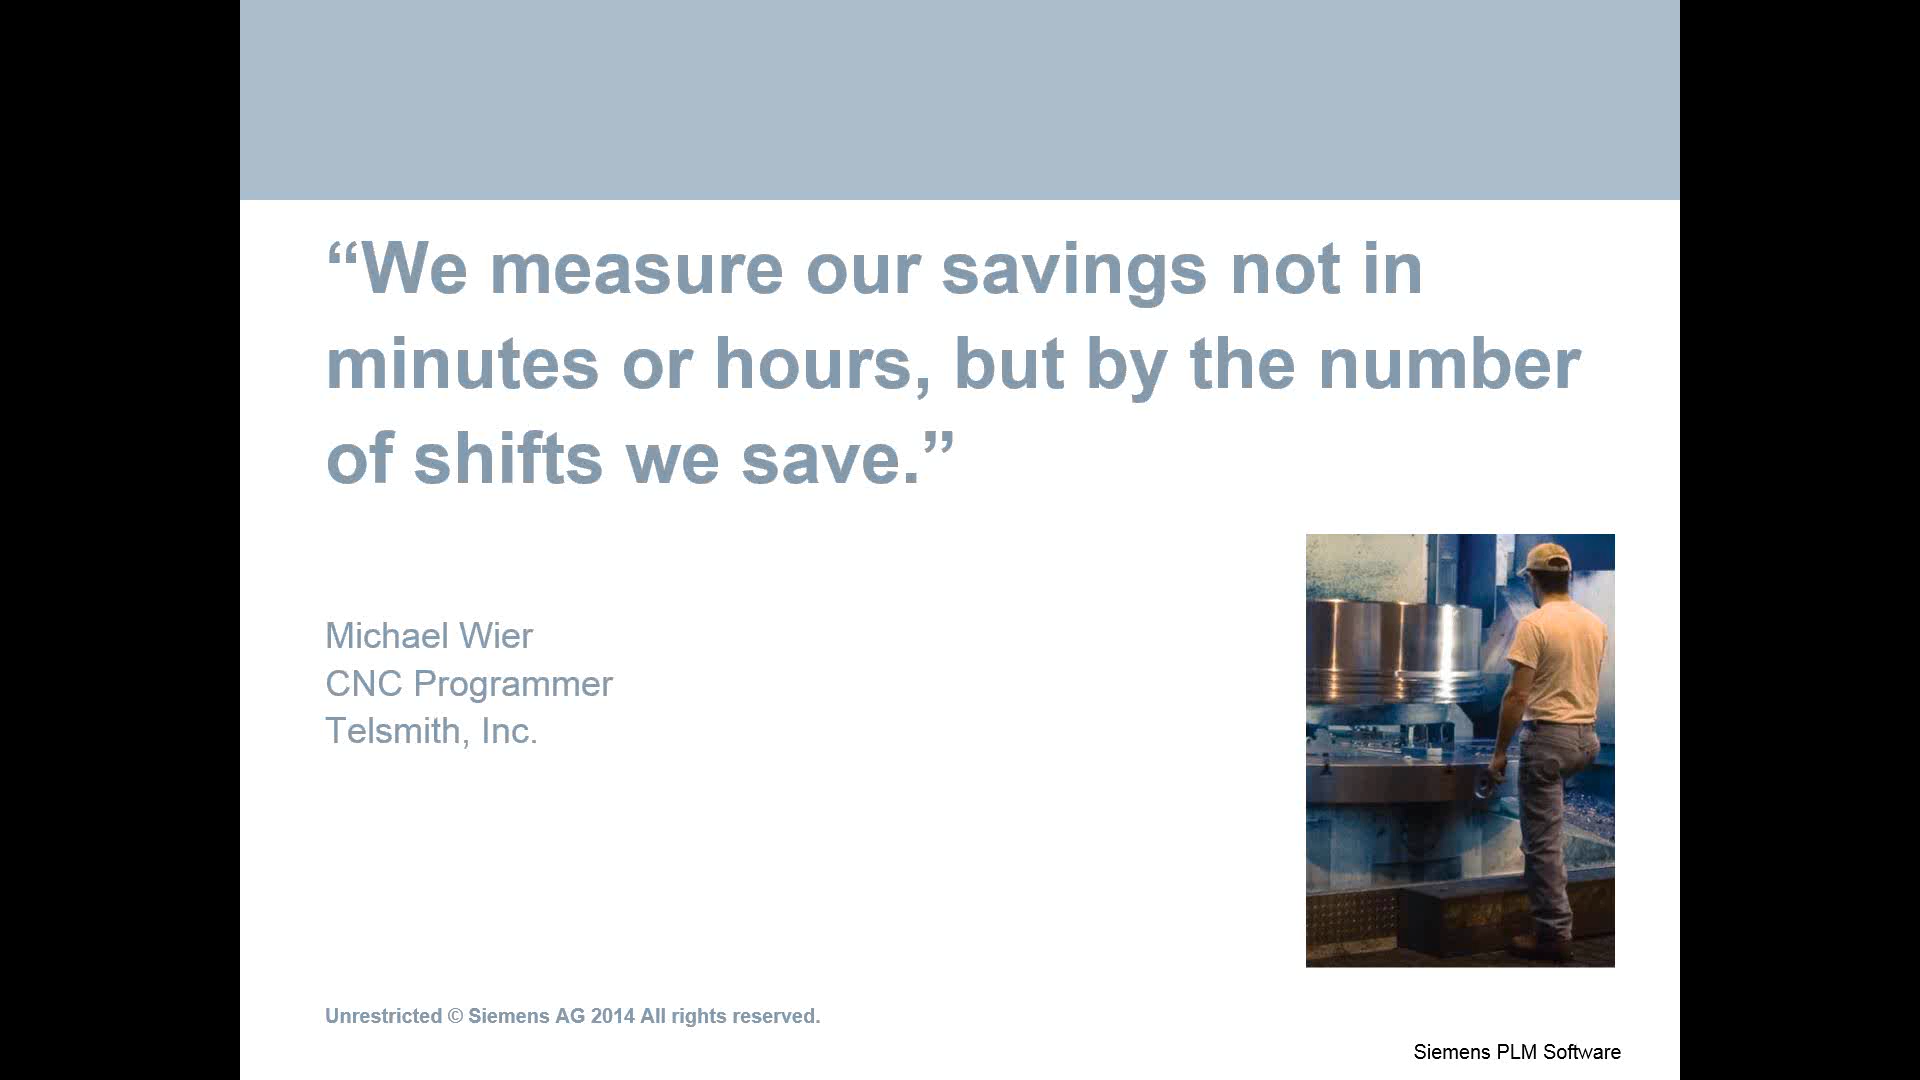 “We measure our savings not in
minutes or hours, but by the number
of shifts we save.”
Michael Wier
CNC Programmer
Telsmith, Inc.
Unrestricted © Siemens AG 2014 All rights reserved.
Siemens PLM Software